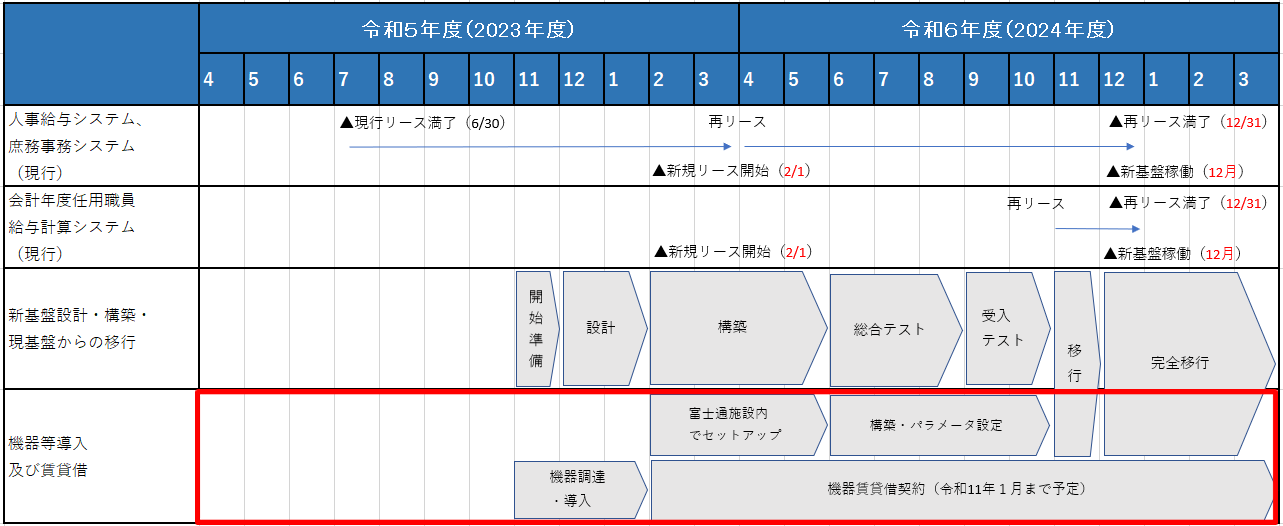 令和５年度(2023年度)
令和６年度(2024年度)
4 5 6 7 8 9 10 11 12 1 2 3 4 5 6 7 8 9 10 11 12 1 2 3
人事給与システム、
庶務事務システム
（現行）
▲現行リース満了（6/30）
再リース
▲再リース満了（12/31）
▲新規リース開始（2/1）
▲新基盤稼働（12月）
会計年度任用職員
給与計算システム
（現行）
再リース
▲再リース満了（12/31）
▲新規リース開始（2/1）
▲新基盤稼働（12月）
新基盤設計・構築・
現基盤からの移行
開
始
準
備
設計
構築
総合テスト
受入
テスト
移
行
完全移行
機器等導入
及び賃貸借
富士通施設内
でセットアップ
構築・パラメータ設定
機器調達
・導入
機器賃貸借契約（令和11年１月まで予定）